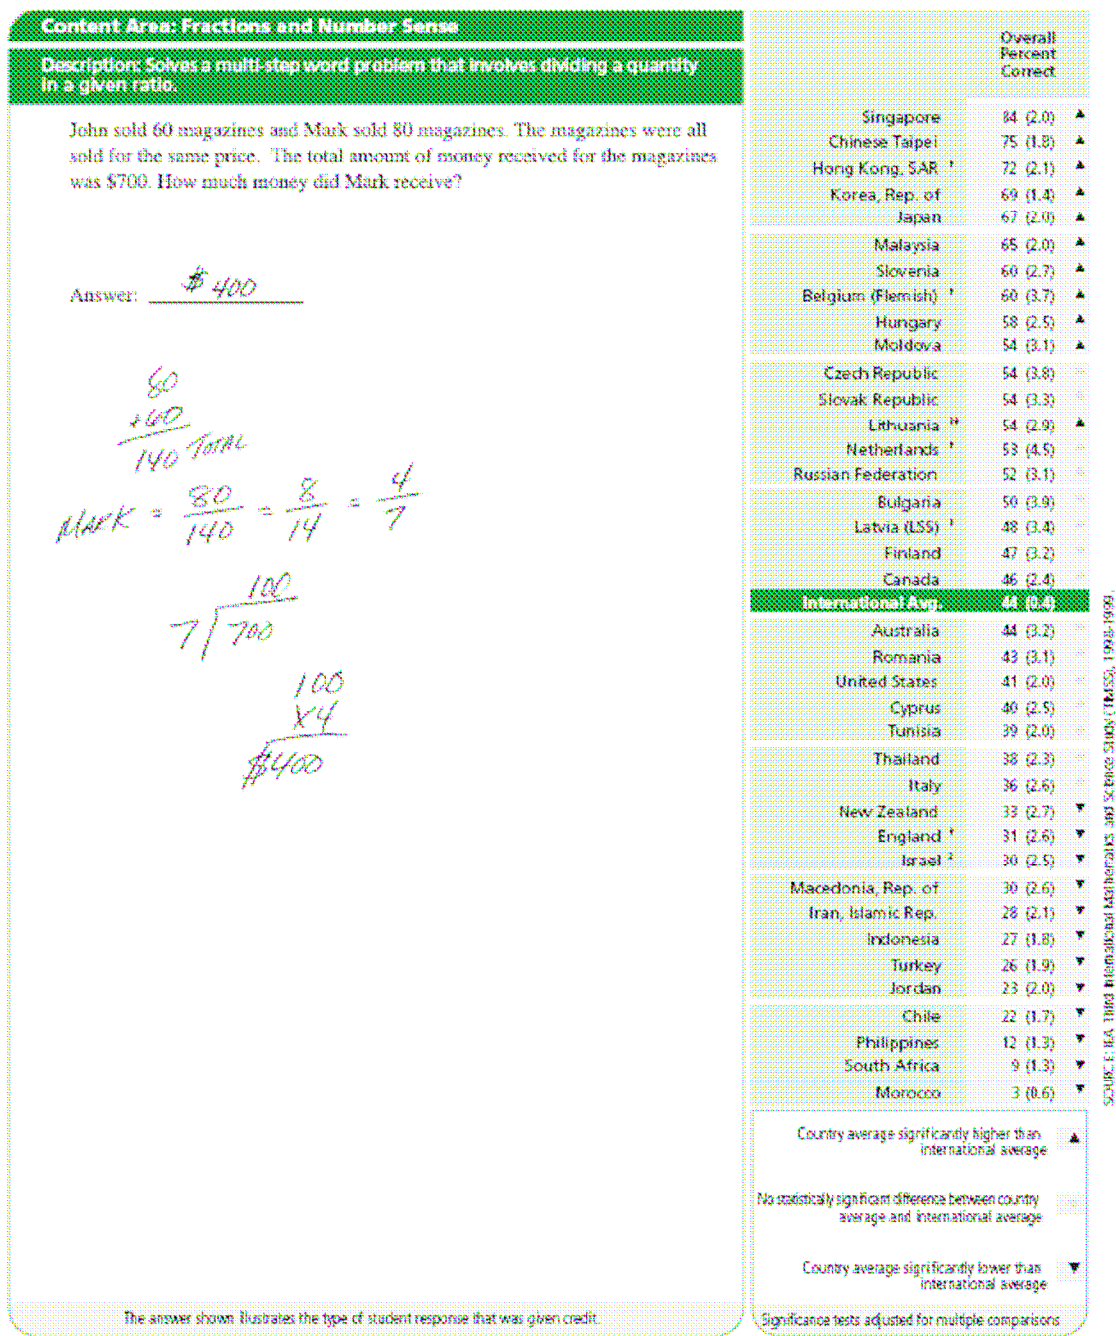 Content Area: Fractions and Number Sense
Description: Solves a multi-step word problem that involves dividing a quantity
in a given ratio.
John sold 60 magazines and Mark sold 80 magazines. The magazines were all
sold for the same price. The total amount of money received for the magazines
was $700. How much money did Mark receive?
Answer: $ 400
80
+60
140 TOTAL
MARK = 80/140 = 8/14 = 4/7
100
7 700
100
x4
$400
The answer shown illustrates the type of student response that was given credit.
Overall
Percent
Correct
Singapore 84 (2.0) ▲
Chinese Taipei 75 (1.8) ▲
Hong Kong, SAR † 72 (2.1) ▲
Korea, Rep. of 69 (1.4) ▲
Japan 67 (2.0) ▲
Malaysia 65 (2.0) ▲
Slovenia 60 (2.7) ▲
Belgium (Flemish) † 60 (3.7) ▲
Hungary 58 (2.5) ▲
Moldova 54 (3.1) ▲
Czech Republic 54 (3.8)
Slovak Republic 54 (3.3)
Lithuania 54 (2.9) ▲
Netherlands † 53 (4.5)
Russian Federation 52 (3.1)
Bulgaria 50 (3.9)
Latvia (LSS) 48 (3.4)
Finland 47 (3.2)
Canada 46 (2.4)
International Avg. 44 (0.4)
Australia 44 (3.2)
Romania 43 (3.1)
United States 41 (2.0)
Cyprus 40 (2.5)
Tunisia 39 (2.0)
Thailand 38 (2.3)
Italy 36 (2.6)
New Zealand 33 (2.7) ▼
England † 31 (2.6) ▼
Israel 2 30 (2.5) ▼
Macedonia, Rep. of 30 (2.6) ▼
Iran, Islamic Rep. 28 (2.1) ▼
Indonesia 27 (1.8) ▼
Turkey 26 (1.9) ▼
Jordan 23 (2.0) ▼
Chile 22 (1.7) ▼
Philippines 12 (1.3) ▼
South Africa 9 (1.3) ▼
Morocco 3 (0.6) ▼
Country average significantly higher than ▲
international average
No statistically significant difference between country
average and international average
Country average significantly lower than ▼
international average
Significance tests adjusted for multiple comparisons
SOURCE: IEA Third International Mathematics and Science Study (TIMSS), 1998-1999.